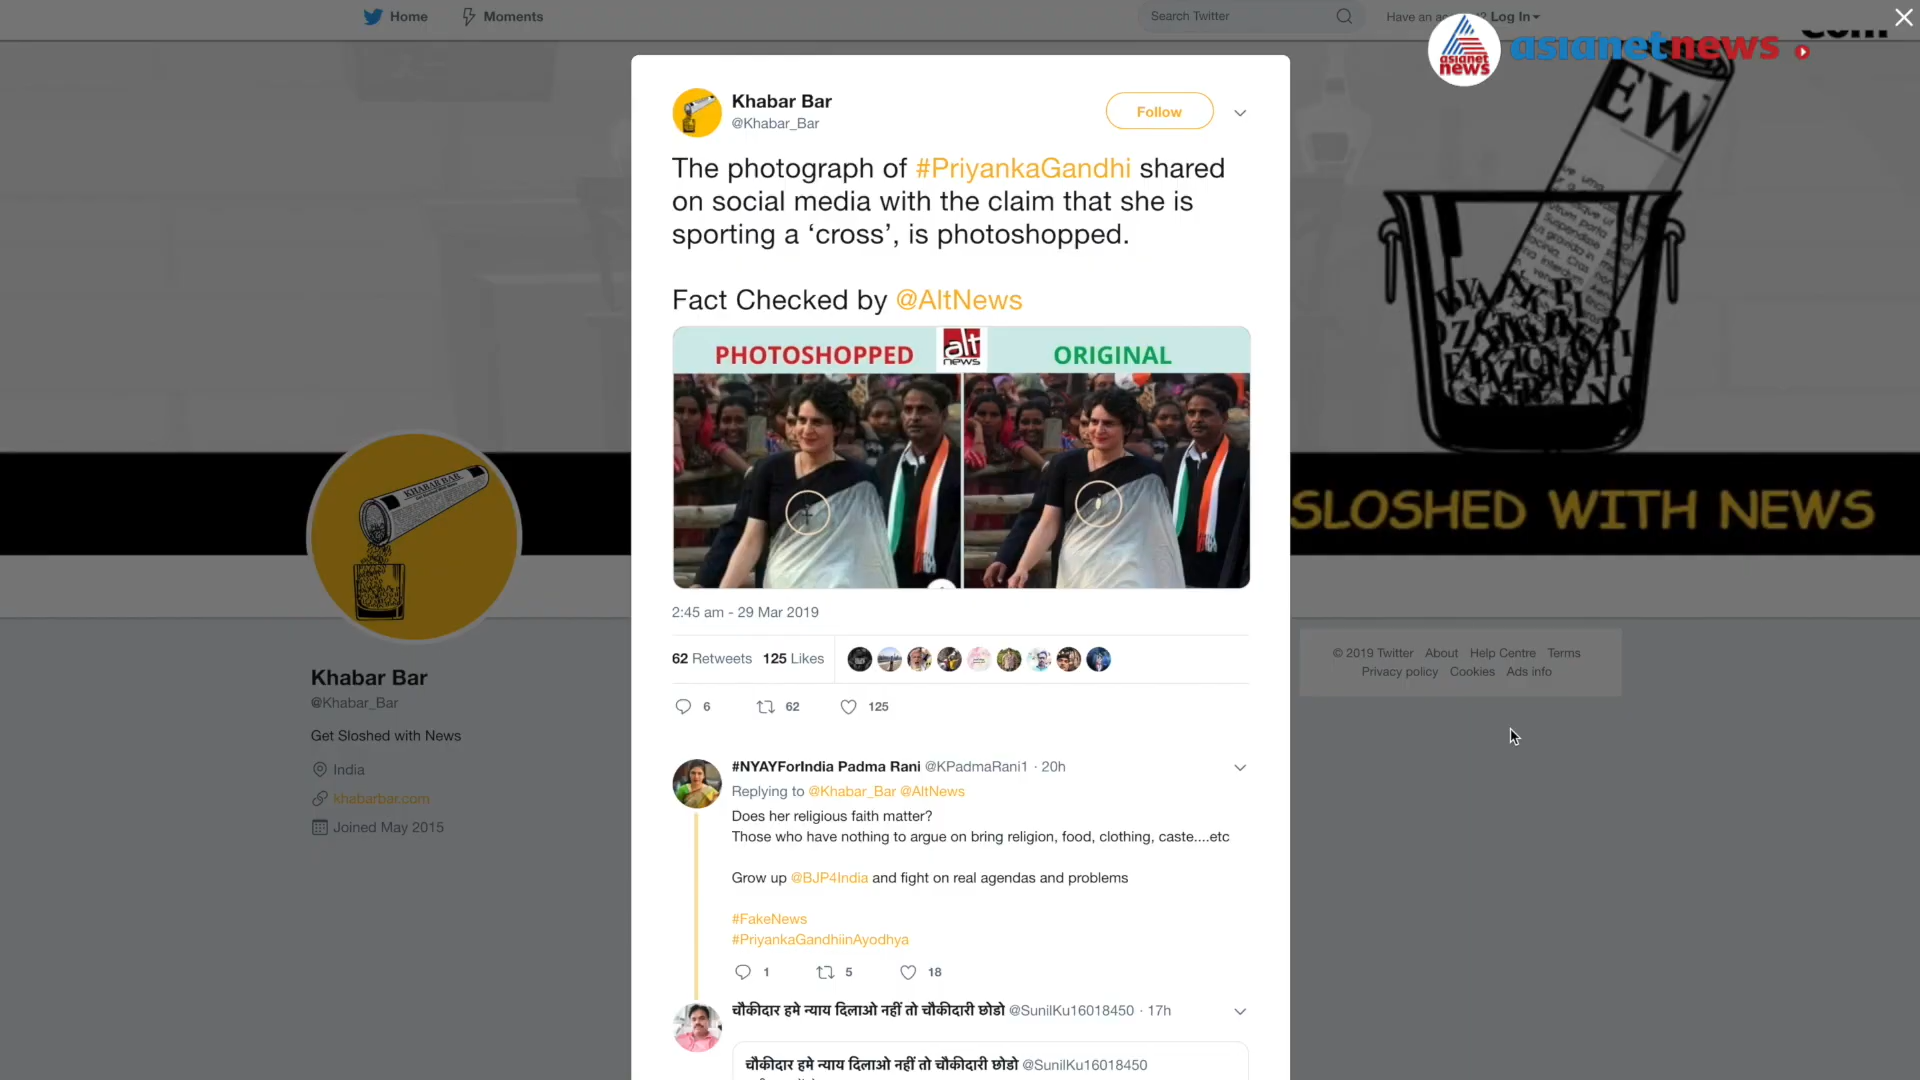 Home
Moments
Search Twitter
Log In
asianet news
asianetnews
Khabar Bar
@Khabar_Bar
Follow
The photograph of #PriyankaGandhi shared
on social media with the claim that she is
sporting a ‘cross’, is photoshopped.
Fact Checked by @AltNews
PHOTOSHOPPED
alt news
ORIGINAL
2:45 am - 29 Mar 2019
62 Retweets 125 Likes
6 62 125
#NYAYForIndia Padma Rani @KPadmaRani1 · 20h
Replying to @Khabar_Bar @AltNews
Does her religious faith matter?
Those who have nothing to argue on bring religion, food, clothing, caste....etc
Grow up @BJP4India and fight on real agendas and problems
#FakeNews
#PriyankaGandhiinAyodhya
1 5 18
चौकीदार हमे न्याय दिलाओ नहीं तो चौकीदारी छोडो @SunilKu16018450 · 17h
चौकीदार हमे न्याय दिलाओ नहीं तो चौकीदारी छोडो @SunilKu16018450
KHABAR BAR
Khabar Bar
@Khabar_Bar
Get Sloshed with News
India
khabarbar.com
Joined May 2015
EW
SLOSHED WITH NEWS
© 2019 Twitter About Help Centre Terms
Privacy policy Cookies Ads info